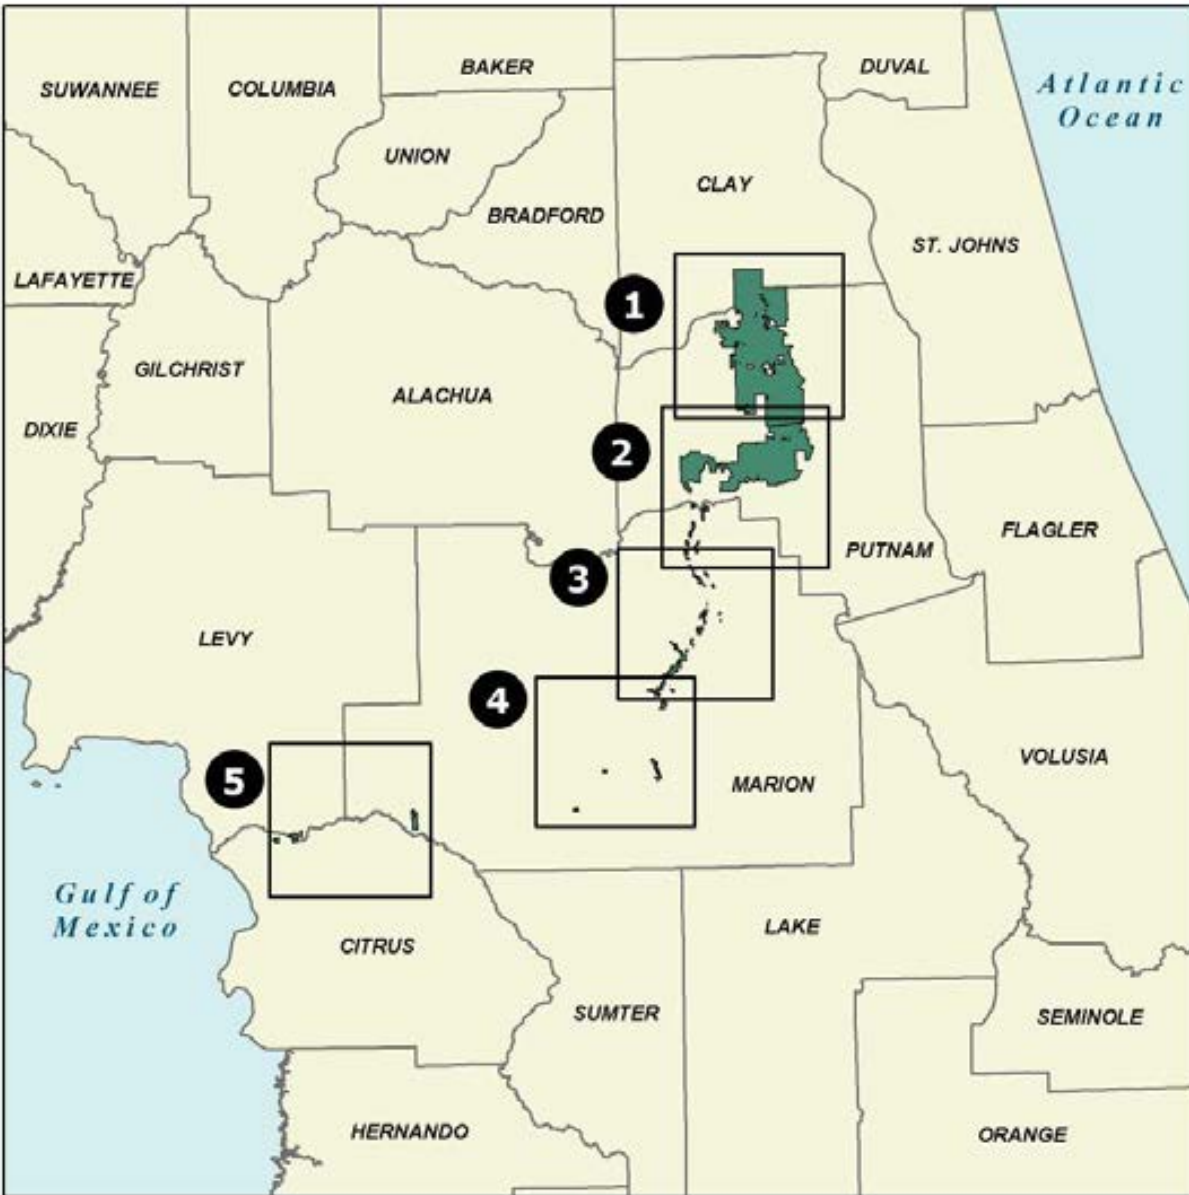 BAKER
DUVAL
SUWANNEE
COLUMBIA
Atlantic
Ocean
UNION
CLAY
BRADFORD
ST. JOHNS
LAFAYETTE
1
GILCHRIST
ALACHUA
DIXIE
2
FLAGLER
PUTNAM
3
LEVY
4
VOLUSIA
5
MARION
Gulf of
Mexico
LAKE
CITRUS
SUMTER
SEMINOLE
HERNANDO
ORANGE